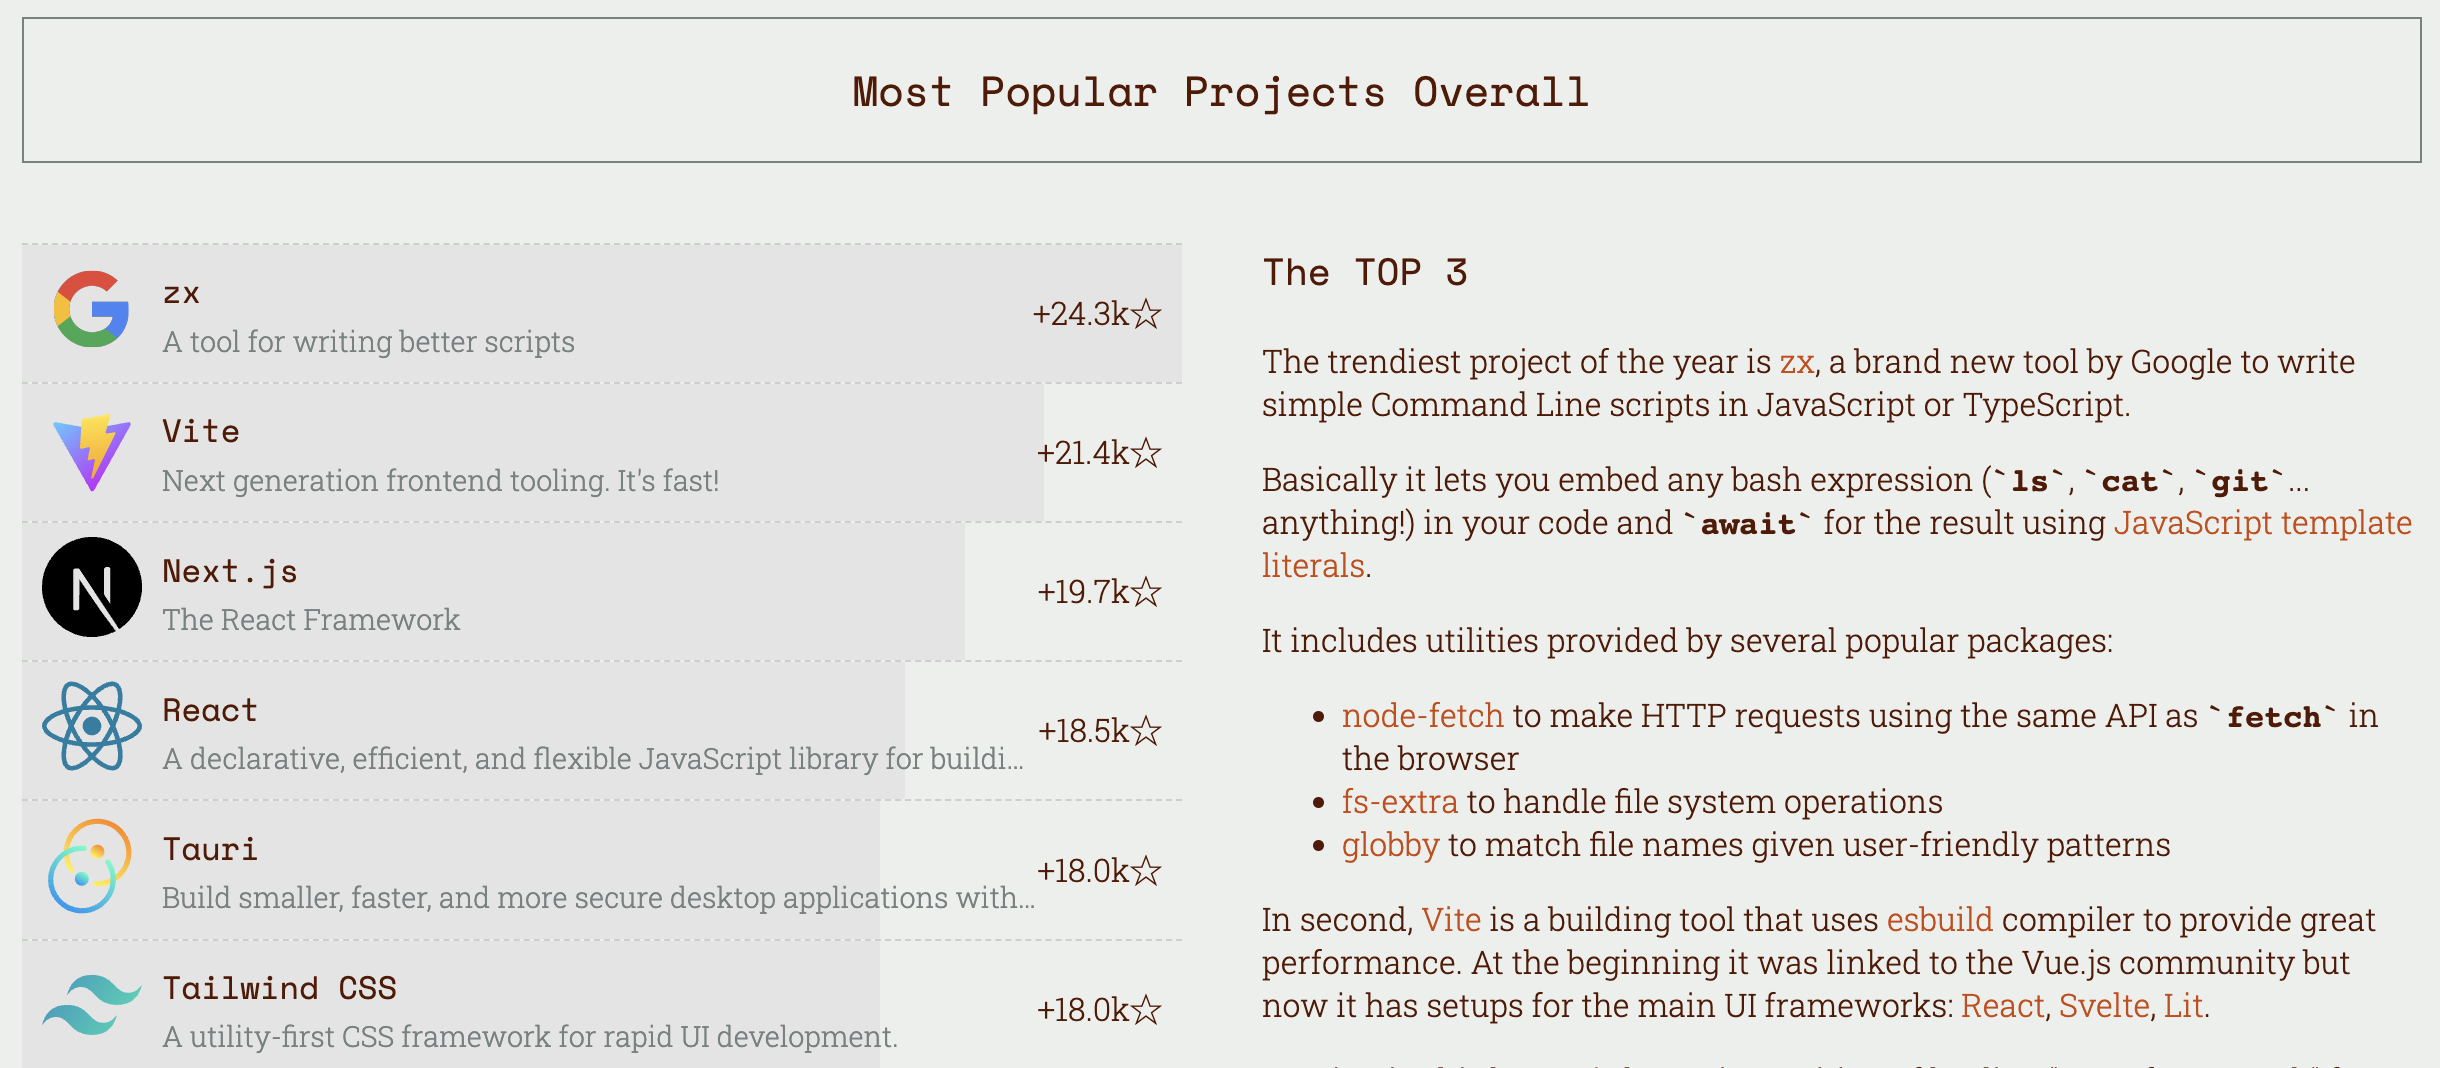 Most Popular Projects Overall
zx
A tool for writing better scripts
+24.3k☆
Vite
Next generation frontend tooling. It's fast!
+21.4k☆
Next.js
The React Framework
+19.7k☆
React
A declarative, efficient, and flexible JavaScript library for buildi...
+18.5k☆
Tauri
Build smaller, faster, and more secure desktop applications with...
+18.0k☆
Tailwind CSS
A utility-first CSS framework for rapid UI development.
+18.0k☆
The TOP 3
The trendiest project of the year is zx, a brand new tool by Google to write
simple Command Line scripts in JavaScript or TypeScript.
Basically it lets you embed any bash expression (`ls`, `cat`, `git`...
anything!) in your code and `await` for the result using JavaScript template
literals.
It includes utilities provided by several popular packages:
• node-fetch to make HTTP requests using the same API as `fetch` in
the browser
• fs-extra to handle file system operations
• globby to match file names given user-friendly patterns
In second, Vite is a building tool that uses esbuild compiler to provide great
performance. At the beginning it was linked to the Vue.js community but
now it has setups for the main UI frameworks: React, Svelte, Lit.